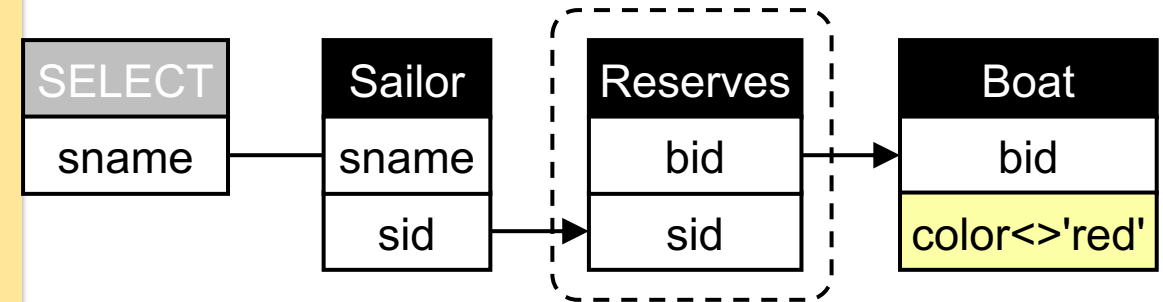 SELECT
sname
Sailor
sname
sid
Reserves
bid
sid
Boat
bid
color<>'red'